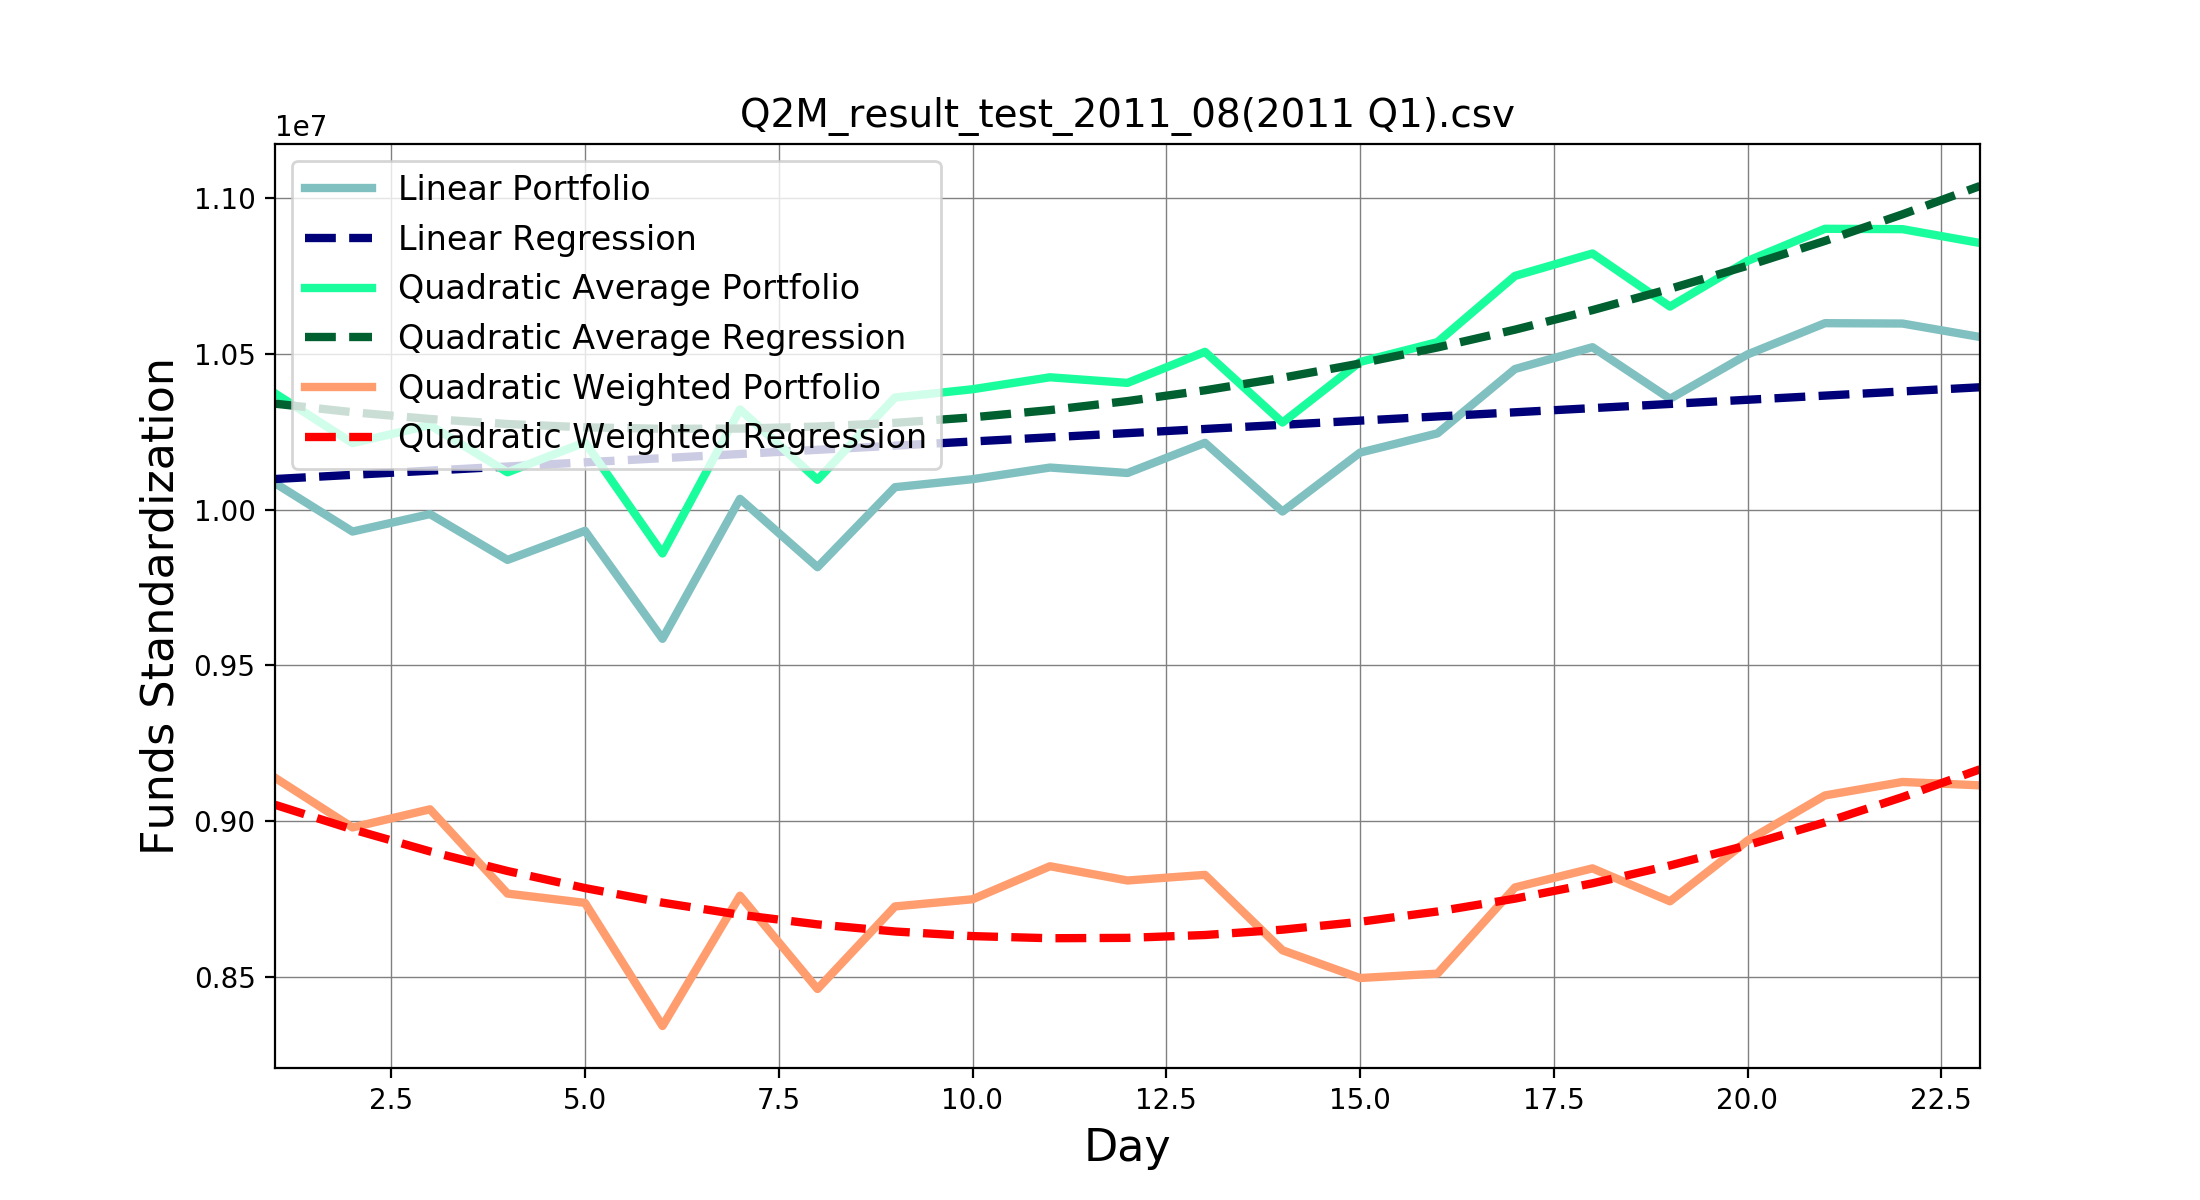 Q2M_result_test_2011_08(2011 Q1).csv
1e7
Linear Portfolio
Linear Regression
Quadratic Average Portfolio
Quadratic Average Regression
Quadratic Weighted Portfolio
Quadratic Weighted Regression
1.10
1.05
1.00
0.95
0.90
0.85
Funds Standardization
2.5 5.0 7.5 10.0 12.5 15.0 17.5 20.0 22.5
Day